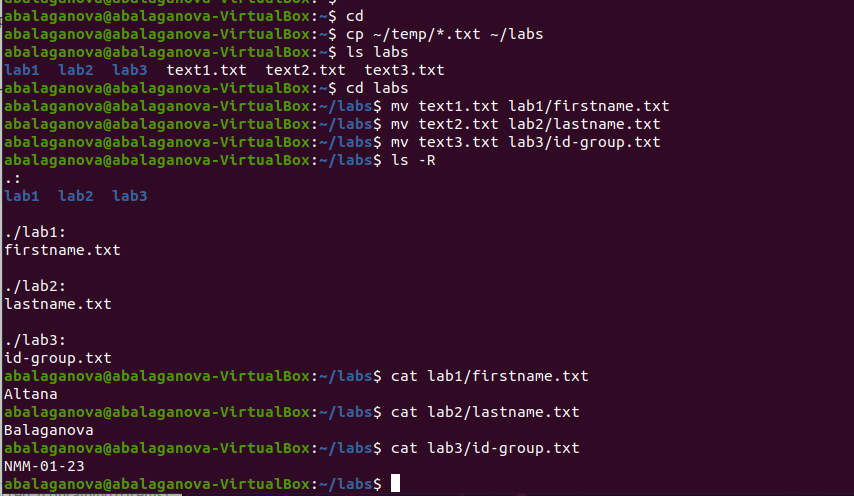 abalaganova@abalaganova-VirtualBox:~$ cd
abalaganova@abalaganova-VirtualBox:~$ cp ~/temp/*.txt ~/labs
abalaganova@abalaganova-VirtualBox:~$ ls labs
lab1  lab2  lab3  text1.txt  text2.txt  text3.txt
abalaganova@abalaganova-VirtualBox:~$ cd labs
abalaganova@abalaganova-VirtualBox:~/labs$ mv text1.txt lab1/firstname.txt
abalaganova@abalaganova-VirtualBox:~/labs$ mv text2.txt lab2/lastname.txt
abalaganova@abalaganova-VirtualBox:~/labs$ mv text3.txt lab3/id-group.txt
abalaganova@abalaganova-VirtualBox:~/labs$ ls -R
.:
lab1  lab2  lab3
./lab1:
firstname.txt
./lab2:
lastname.txt
./lab3:
id-group.txt
abalaganova@abalaganova-VirtualBox:~/labs$ cat lab1/firstname.txt
Altana
abalaganova@abalaganova-VirtualBox:~/labs$ cat lab2/lastname.txt
Balaganova
abalaganova@abalaganova-VirtualBox:~/labs$ cat lab3/id-group.txt
NMM-01-23
abalaganova@abalaganova-VirtualBox:~/labs$